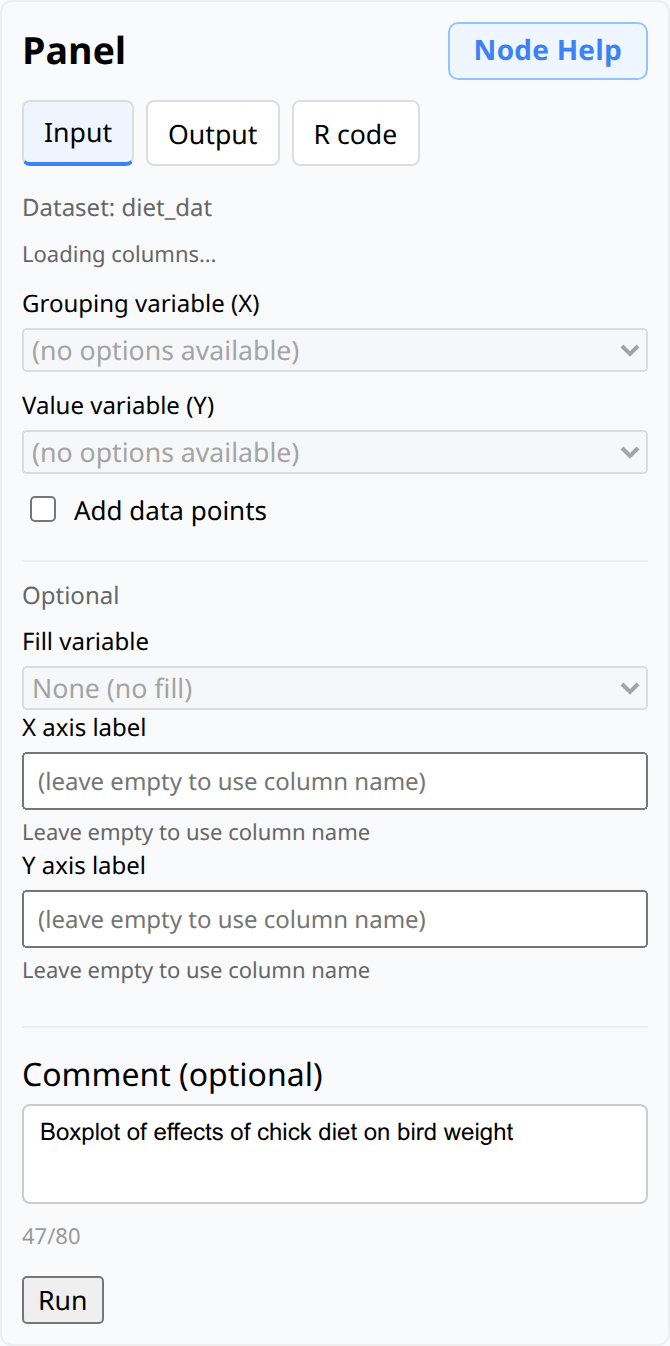 Panel
Node Help
Input
Output
R code
Dataset: diet_dat
Loading columns...
Grouping variable (X)
(no options available)
Value variable (Y)
(no options available)
Add data points
Optional
Fill variable
None (no fill)
X axis label
(leave empty to use column name)
Leave empty to use column name
Y axis label
(leave empty to use column name)
Leave empty to use column name
Comment (optional)
Boxplot of effects of chick diet on bird weight
47/80
Run